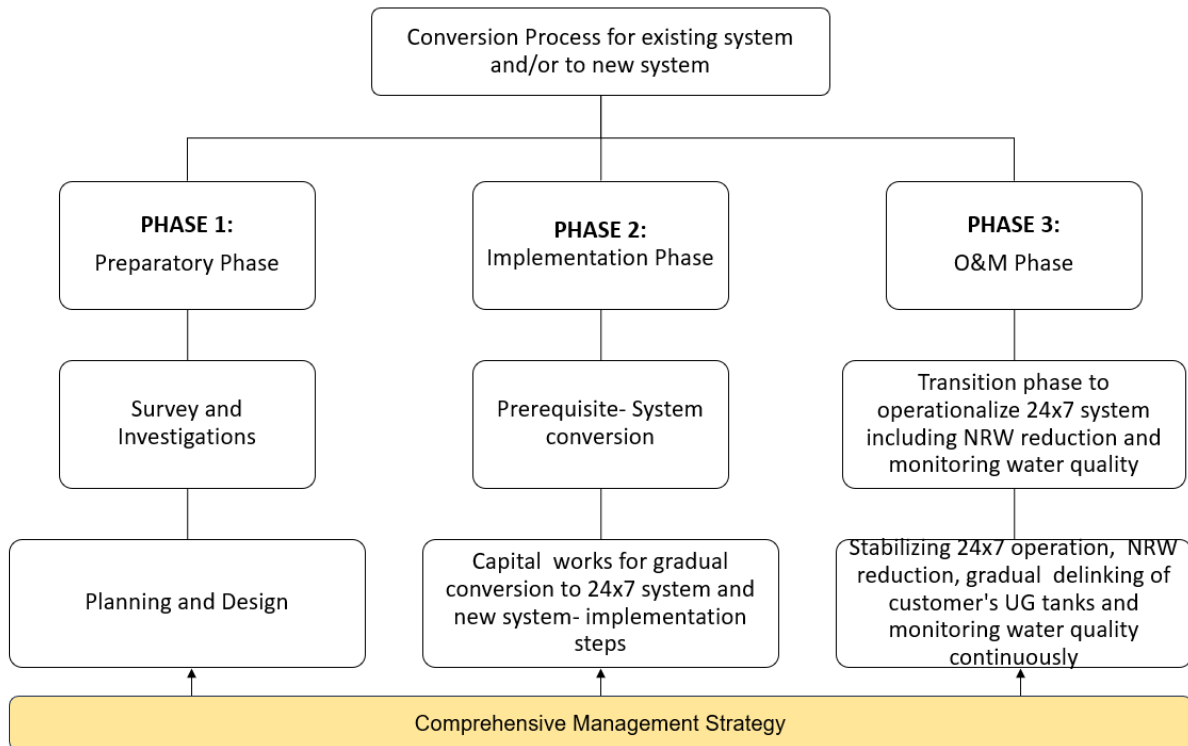 Conversion Process for existing system
and/or to new system
PHASE 1:
Preparatory Phase
PHASE 2:
Implementation Phase
PHASE 3:
O&M Phase
Survey and
Investigations
Prerequisite- System
conversion
Transition phase to
operationalize 24x7 system
including NRW reduction and
monitoring water quality
Planning and Design
Capital works for gradual
conversion to 24x7 system and
new system- implementation
steps
Stabilizing 24x7 operation, NRW
reduction, gradual delinking of
customer's UG tanks and
monitoring water quality
continuously
Comprehensive Management Strategy